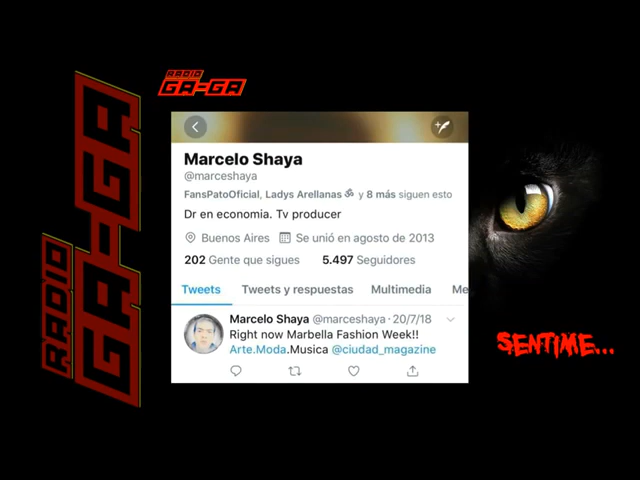 RADIO
GA-GA
RADIO
GA-GA
Marcelo Shaya
@marceshaya
FansPatoOficial, Ladys Arellanas ૐ y 8 más siguen esto
Dr en economia. Tv producer
Buenos Aires Se unió en agosto de 2013
202 Gente que sigues 5.497 Seguidores
Tweets Tweets y respuestas Multimedia Me
Marcelo Shaya @marceshaya · 20/7/18
Right now Marbella Fashion Week!!
Arte.Moda.Musica @ciudad_magazine
SENTIME...